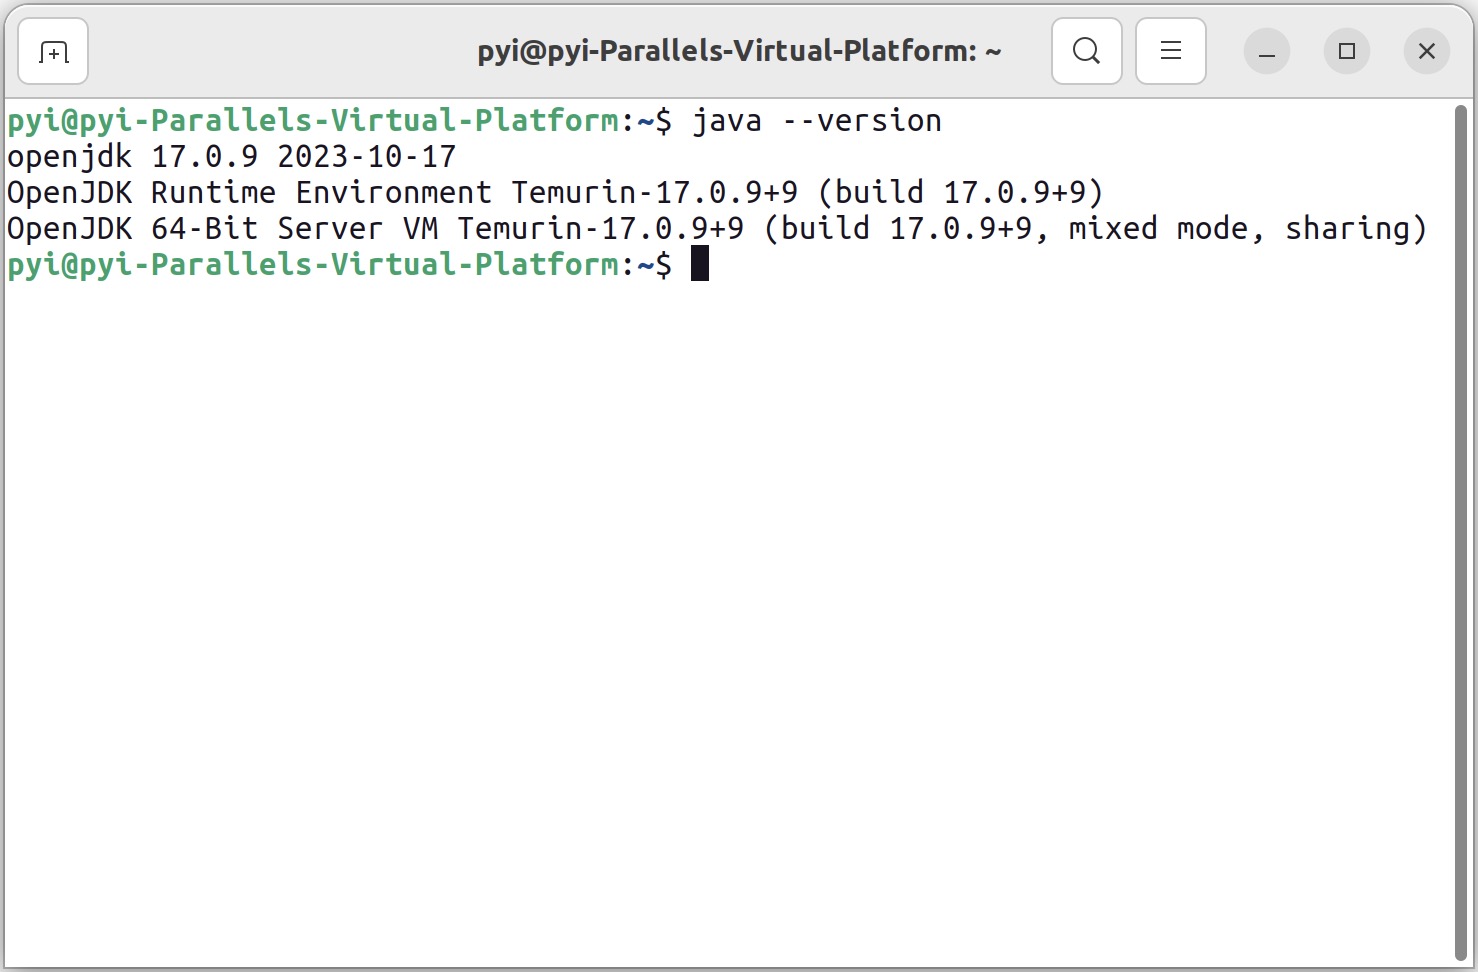 pyi@pyi-Parallels-Virtual-Platform: ~
pyi@pyi-Parallels-Virtual-Platform:~$ java --version
openjdk 17.0.9 2023-10-17
OpenJDK Runtime Environment Temurin-17.0.9+9 (build 17.0.9+9)
OpenJDK 64-Bit Server VM Temurin-17.0.9+9 (build 17.0.9+9, mixed mode, sharing)
pyi@pyi-Parallels-Virtual-Platform:~$